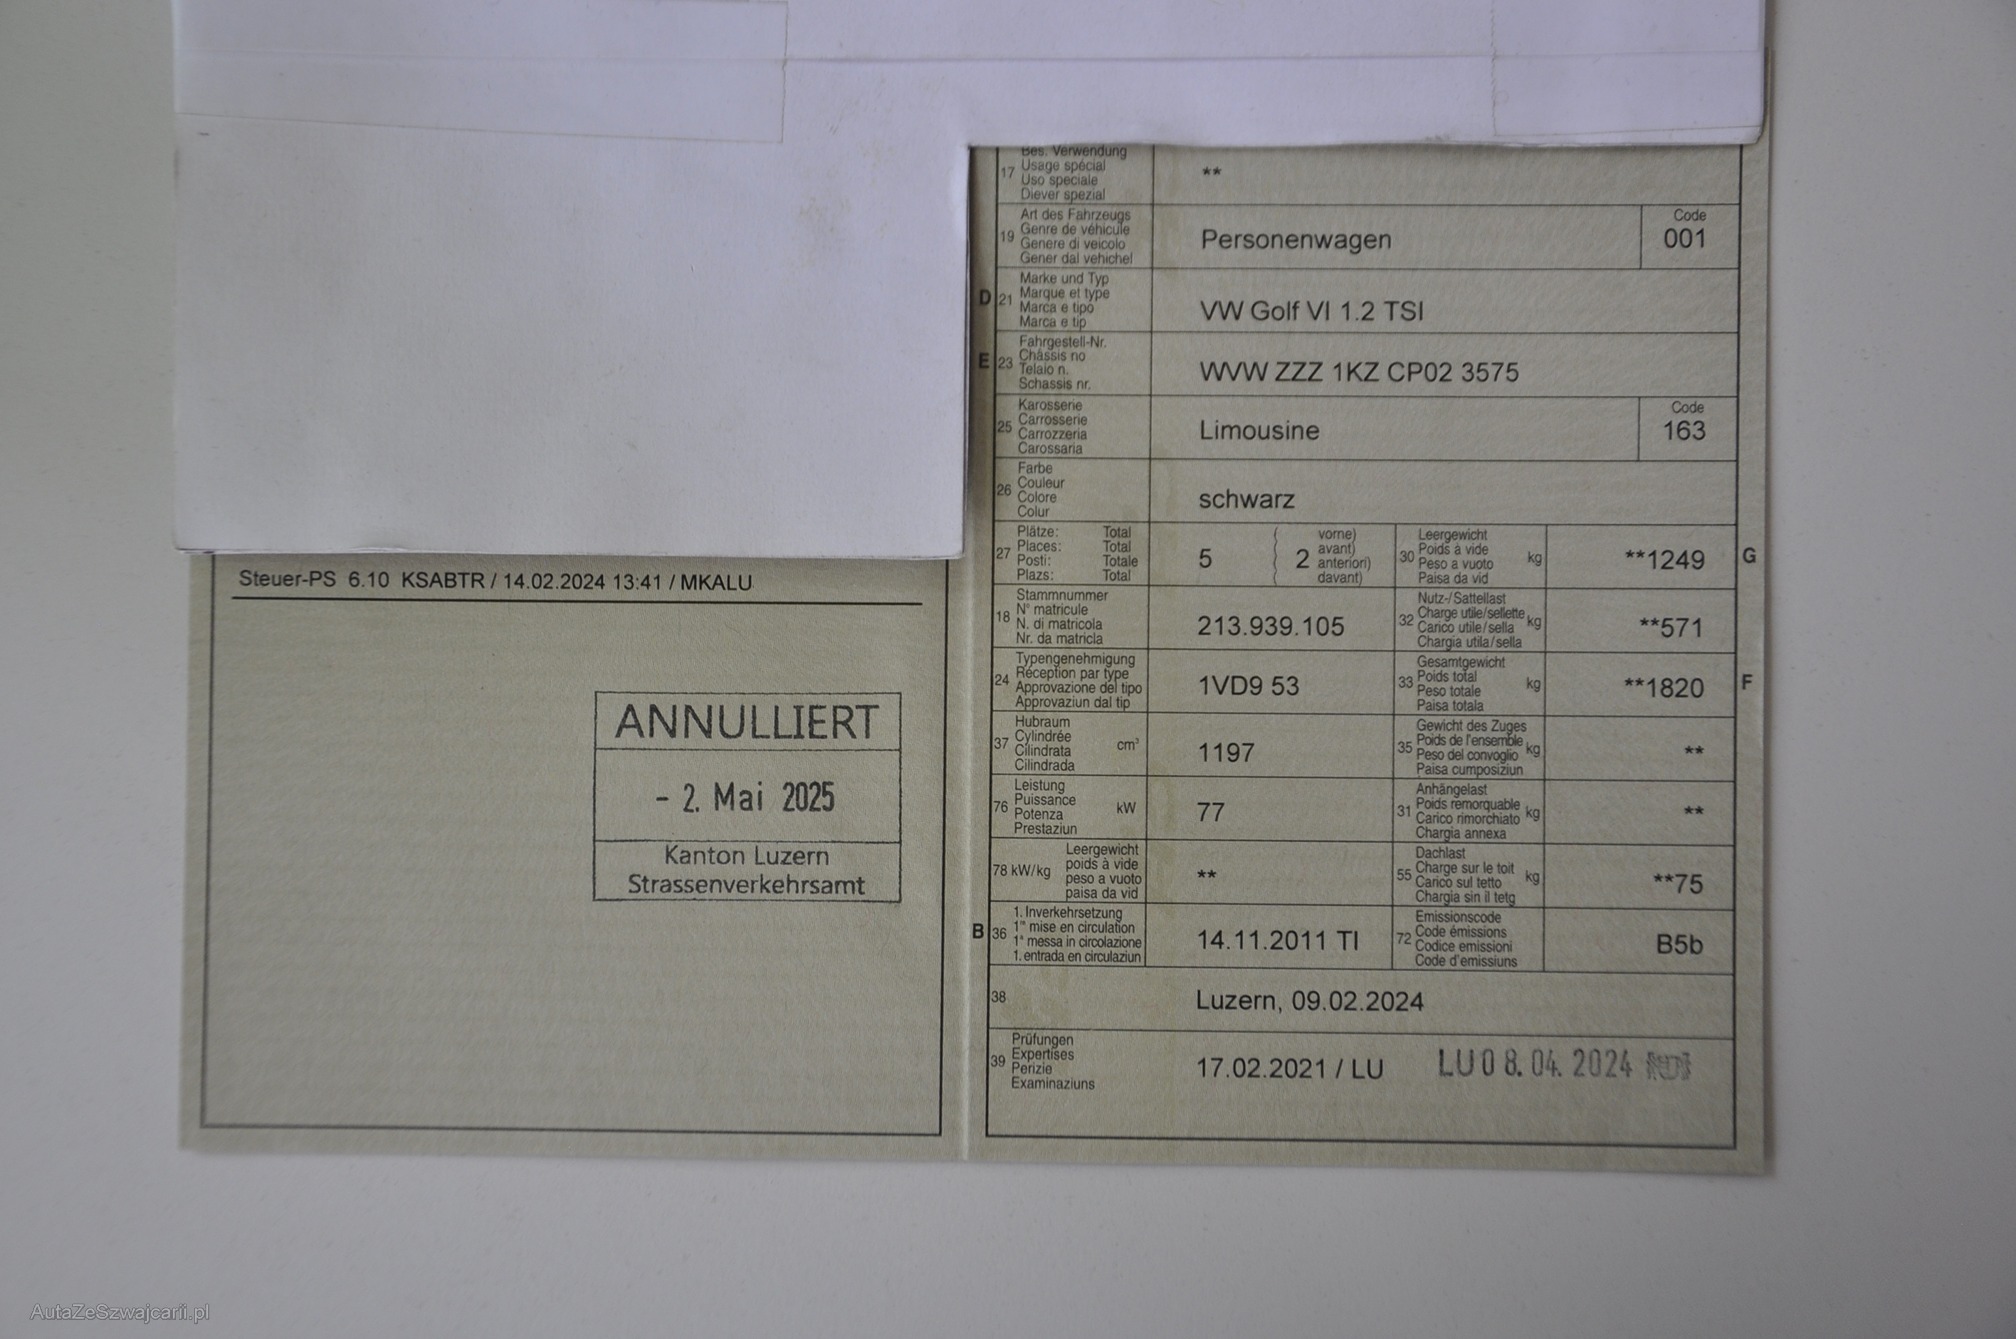 Bes. Verwendung
17 Usage spécial
Uso speciale
Diever spezial
**
Art des Fahrzeugs
19 Genre de véhicule
Genere di veicolo
Gener dal vehichel
Personenwagen
Code
001
D 21 Marke und Typ
Marque et type
Marca e tipo
Marca e tip
VW Golf VI 1.2 TSI
E 23 Fahrgestell-Nr.
Châssis no
Telaio n.
Schassis nr.
WVW ZZZ 1KZ CP02 3575
25 Karosserie
Carrosserie
Carrozzeria
Carossaria
Limousine
Code
163
26 Farbe
Couleur
Colore
Colur
schwarz
27 Plätze: Total
Places: Total
Posti: Totale
Plazs: Total
5 ( 2 vorne)
avant)
anteriori)
davant)
30 Leergewicht
Poids à vide kg
Peso a vuoto
Paisa da vid
**1249 G
Steuer-PS 6.10 KSABTR / 14.02.2024 13:41 / MKALU
18 Stammnummer
N° matricule
N. di matricola
Nr. da matricla
213.939.105
32 Nutz-/Sattellast
Charge utile/sellette kg
Carico utile/sella
Chargia utila/sella
**571
24 Typengenehmigung
Réception par type
Approvazione del tipo
Approvaziun dal tip
1VD9 53
33 Gesamtgewicht
Poids total kg
Peso totale
Paisa totala
**1820 F
37 Hubraum
Cylindrée cm³
Cilindrata
Cilindrada
1197
35 Gewicht des Zuges
Poids de l'ensemble kg
Peso del convoglio
Paisa cumposiziun
**
76 Leistung
Puissance kW
Potenza
Prestaziun
77
31 Anhängelast
Poids remorquable kg
Carico rimorchiato
Chargia annexa
**
78 kW/kg Leergewicht
poids à vide
peso a vuoto
paisa da vid
**
55 Dachlast
Charge sur le toit kg
Carico sul tetto
Chargia sin il tetg
**75
B 36 1. Inverkehrsetzung
1re mise en circulation
1a messa in circolazione
1. entrada en circulaziun
14.11.2011 TI
72 Emissionscode
Code émissions
Codice emissioni
Code d'emissiuns
B5b
38 Luzern, 09.02.2024
39 Prüfungen
Expertises
Perizie
Examinaziuns
17.02.2021 / LU LU 0 8. 04. 2024
ANNULLIERT
- 2. Mai 2025
Kanton Luzern
Strassenverkehrsamt
AutaZeSzwajcarii.pl